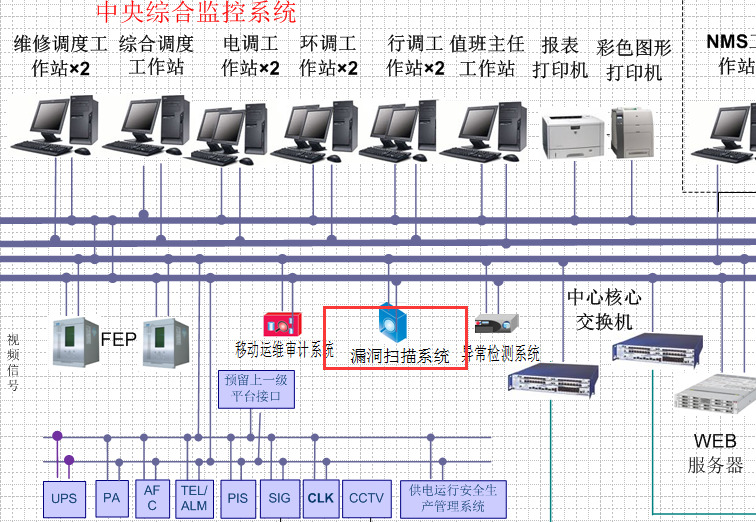 中央综合监控系统
维修调度工
作站×2
综合调度
工作站
电调工
作站×2
环调工
作站×2
行调工
作站×2
值班主任
工作站
报表
打印机
彩色图形
打印机
NMS工
作站
视频信号
FEP
移动运维审计系统
漏洞扫描系统
异常检测系统
中心核心
交换机
预留上一级
平台接口
WEB
服务器
UPS
PA
AF
C
TEL/
ALM
PIS
SIG
CLK
CCTV
供电运行安全生
产管理系统